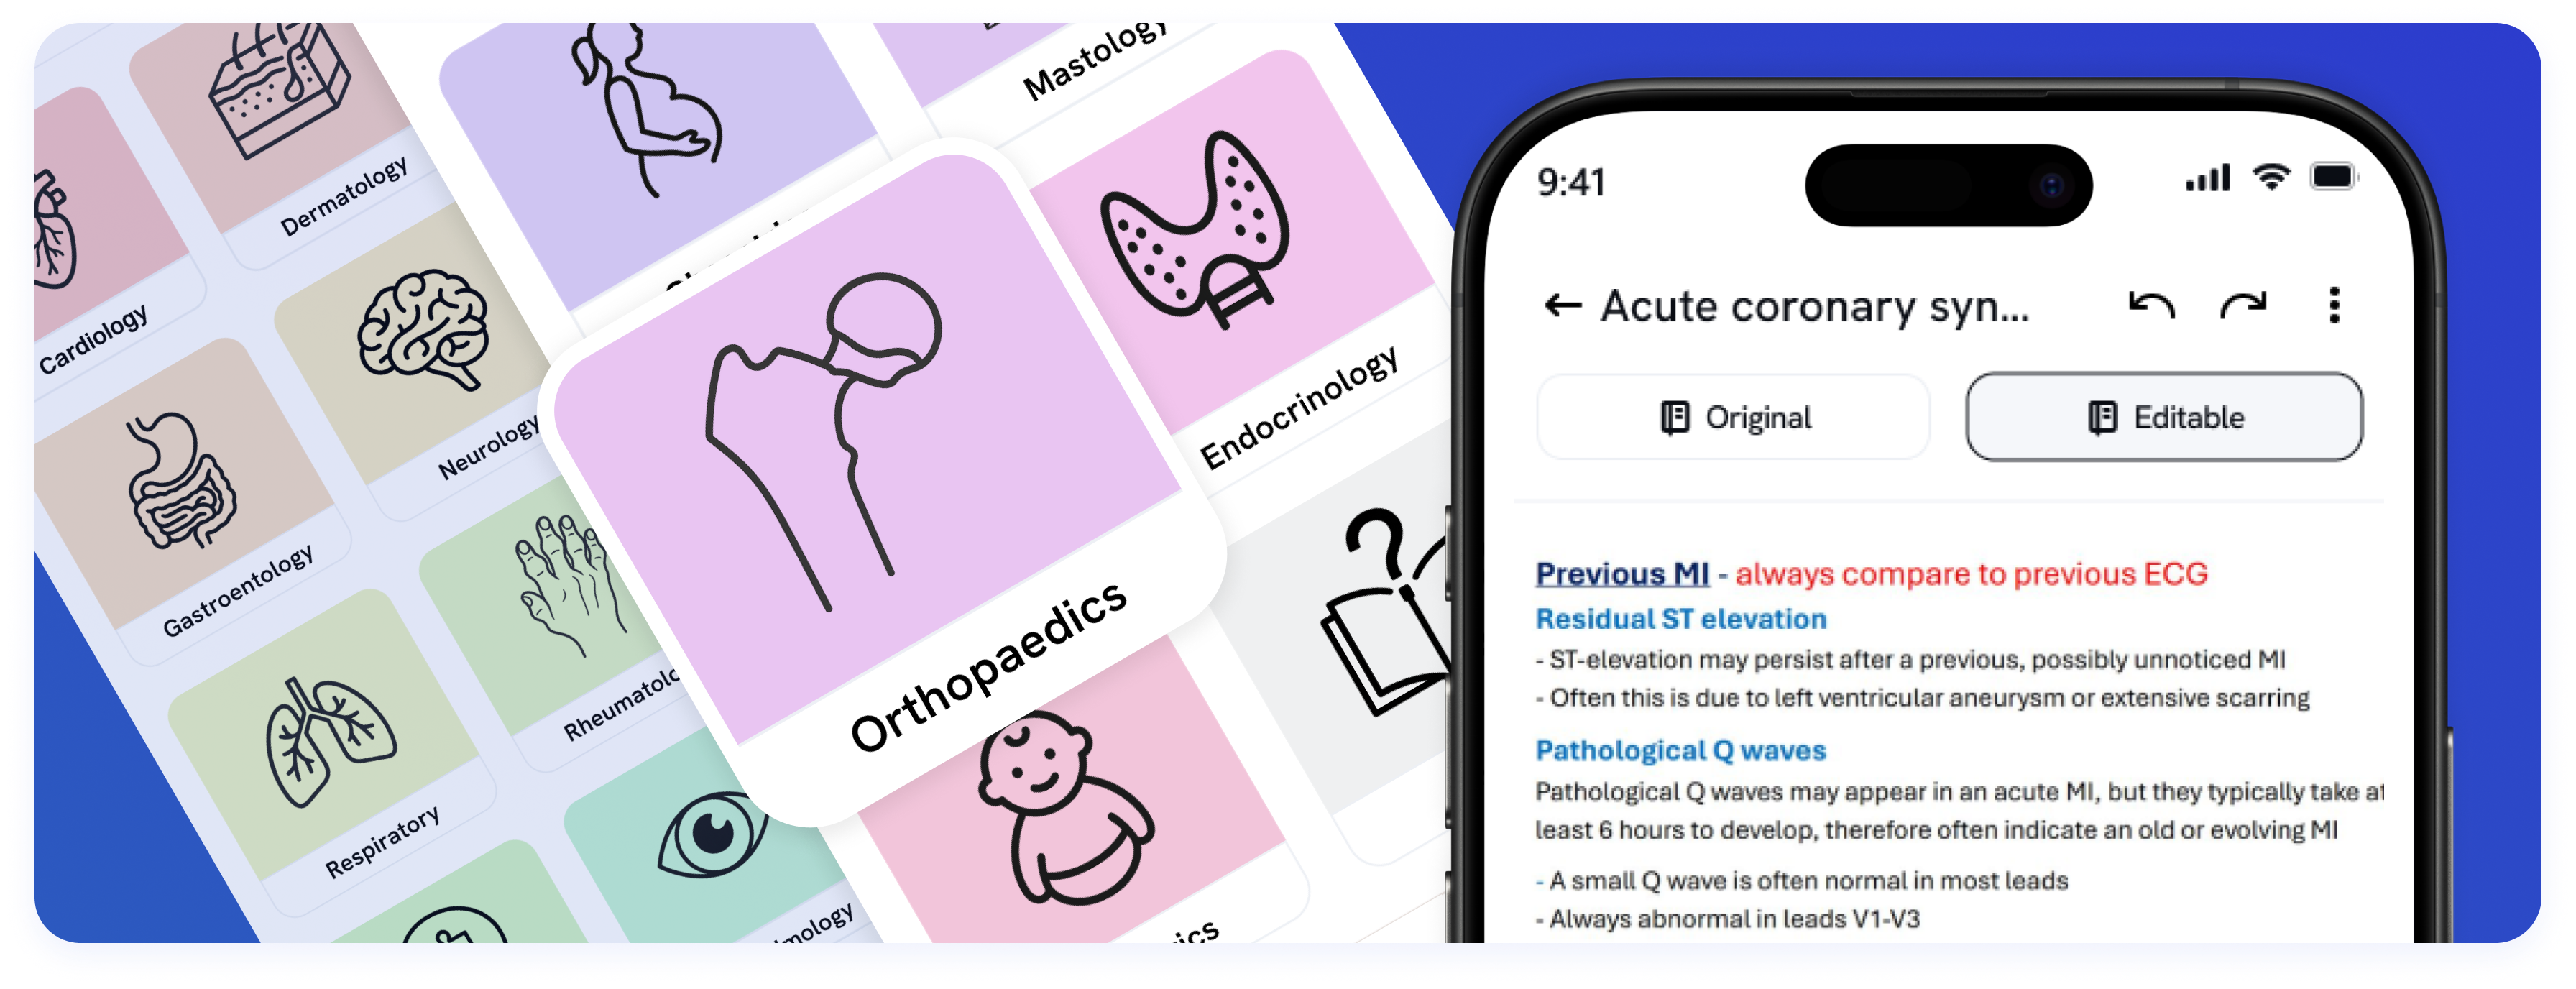 Dermatology
Cardiology
Neurology
Gastroentology
Respiratory
Mastology
Endocrinology
Orthopaedics
9:41
Acute coronary syn...
Original
Editable
Previous MI - always compare to previous ECG
Residual ST elevation
- ST-elevation may persist after a previous, possibly unnoticed MI
- Often this is due to left ventricular aneurysm or extensive scarring
Pathological Q waves
Pathological Q waves may appear in an acute MI, but they typically take at
least 6 hours to develop, therefore often indicate an old or evolving MI
- A small Q wave is often normal in most leads
- Always abnormal in leads V1-V3